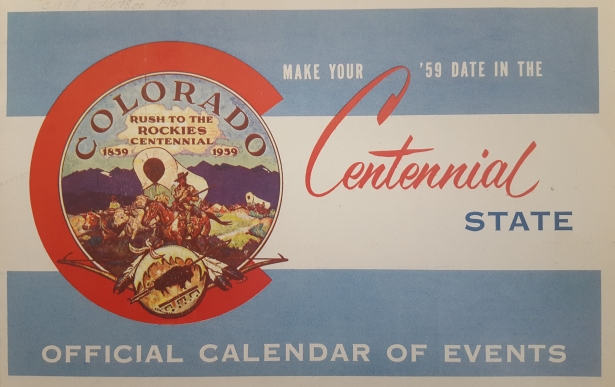 MAKE YOUR '59 DATE IN THE
Centennial
STATE
COLORADO
RUSH TO THE
ROCKIES
CENTENNIAL
1859 1959
OFFICIAL CALENDAR OF EVENTS